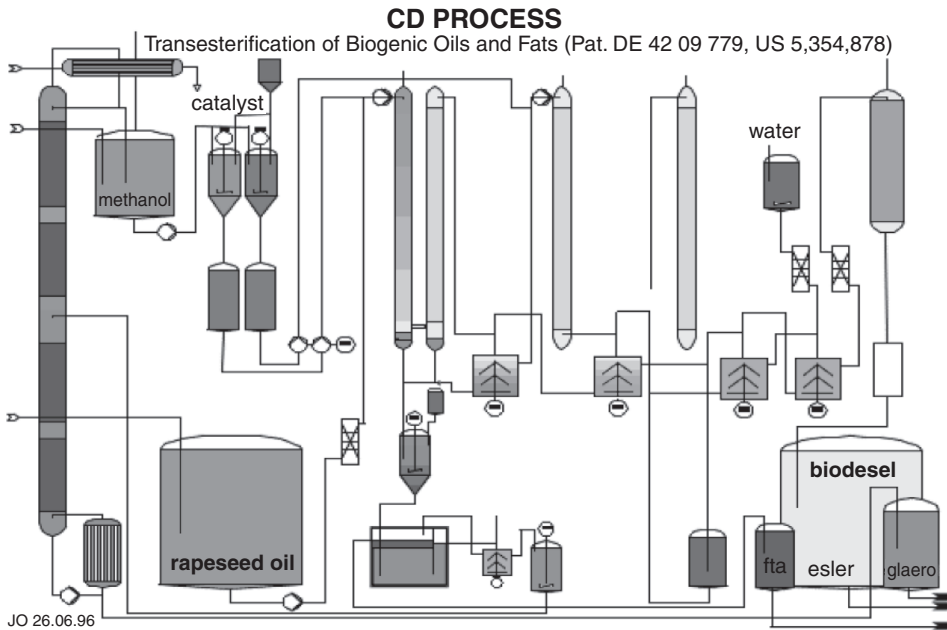 CD PROCESS
Transesterification of Biogenic Oils and Fats (Pat. DE 42 09 779, US 5,354,878)
catalyst
water
methanol
biodesel
rapeseed oil
fta
esler
glaero
JO 26.06.96